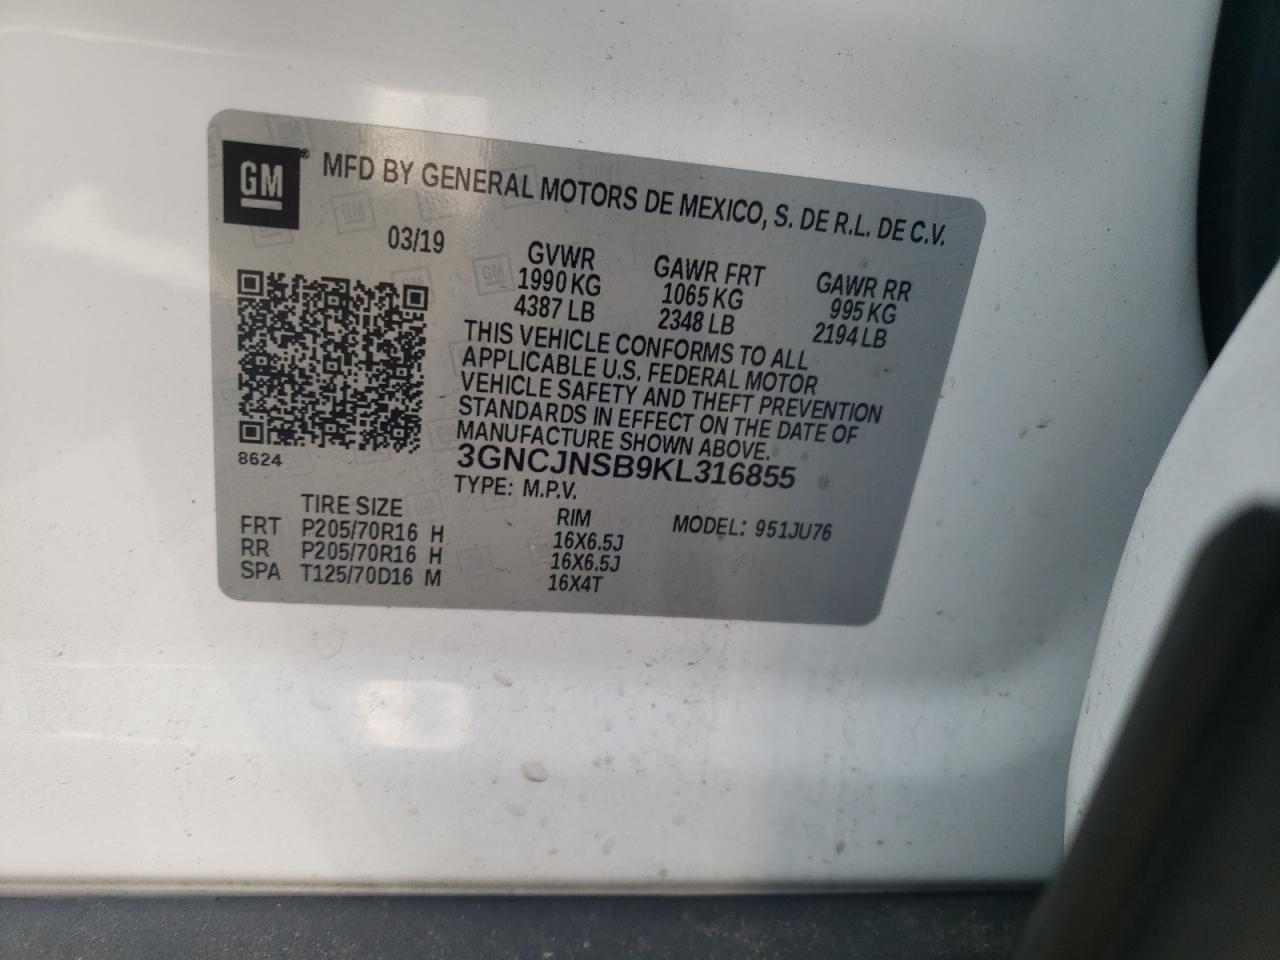 GM ® MFD BY GENERAL MOTORS DE MEXICO, S. DE R.L. DE C.V.
03/19
GVWR GAWR FRT GAWR RR
1990 KG 1065 KG 995 KG
4387 LB 2348 LB 2194 LB
THIS VEHICLE CONFORMS TO ALL
APPLICABLE U.S. FEDERAL MOTOR
VEHICLE SAFETY AND THEFT PREVENTION
STANDARDS IN EFFECT ON THE DATE OF
MANUFACTURE SHOWN ABOVE.
8624
3GNCJNSB9KL316855
TYPE: M.P.V.
TIRE SIZE RIM MODEL: 951JU76
FRT P205/70R16 H 16X6.5J
RR P205/70R16 H 16X6.5J
SPA T125/70D16 M 16X4T